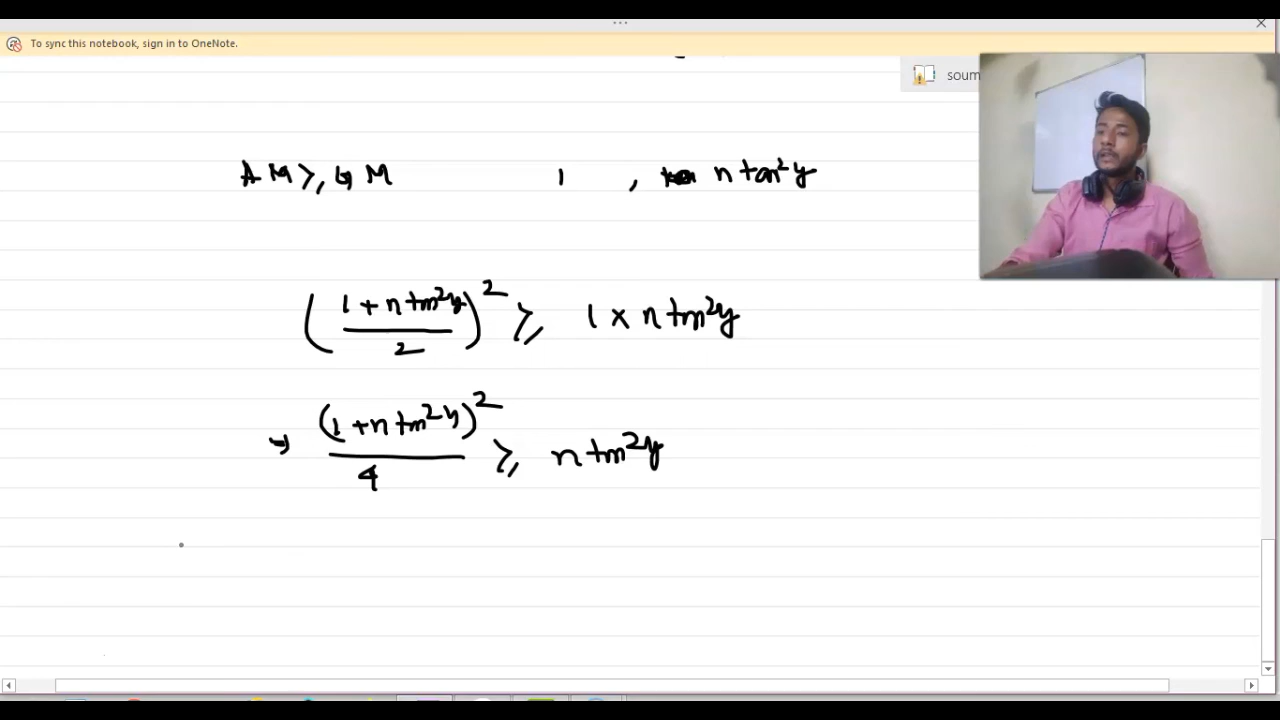 To sync this notebook, sign in to OneNote.
soum
AM ≥ GM 1 , n tan²y
((1 + n tan²y)/2)² ≥ 1 × n tan²y
→ (1 + n tan²y)²/4 ≥ n tan²y